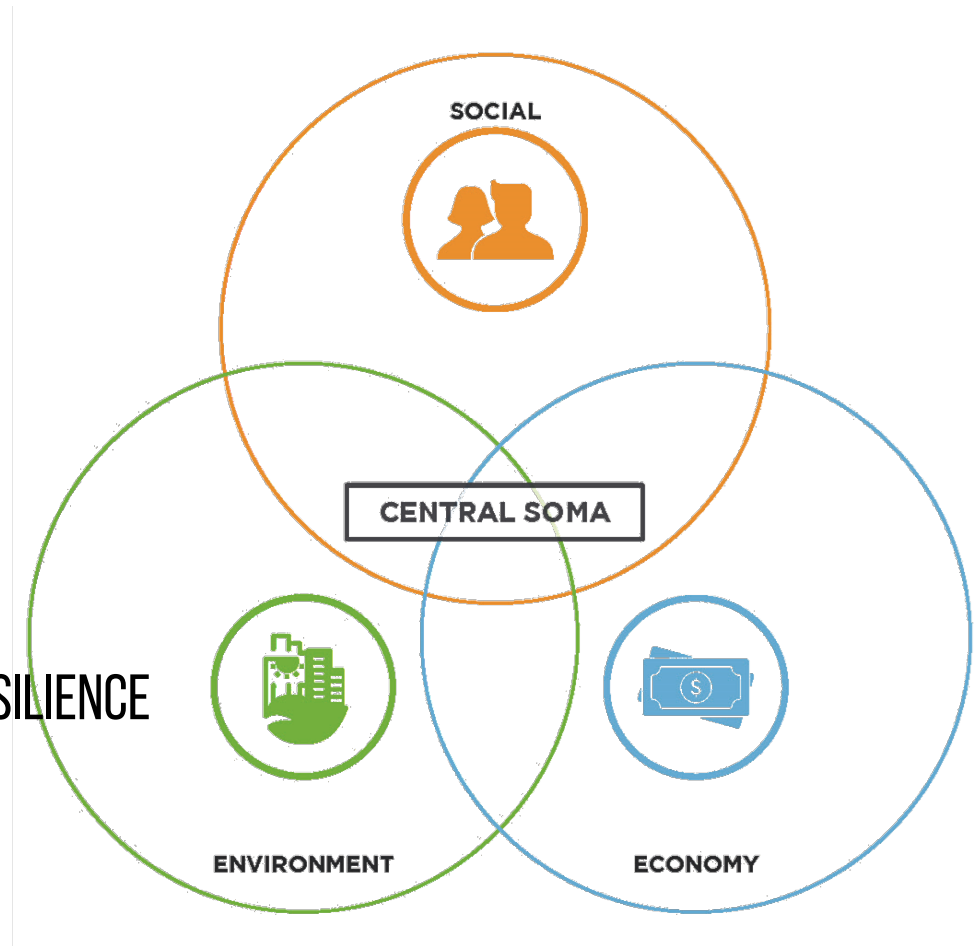 SOCIAL
CENTRAL SOMA
SILIENCE
ENVIRONMENT
ECONOMY
$